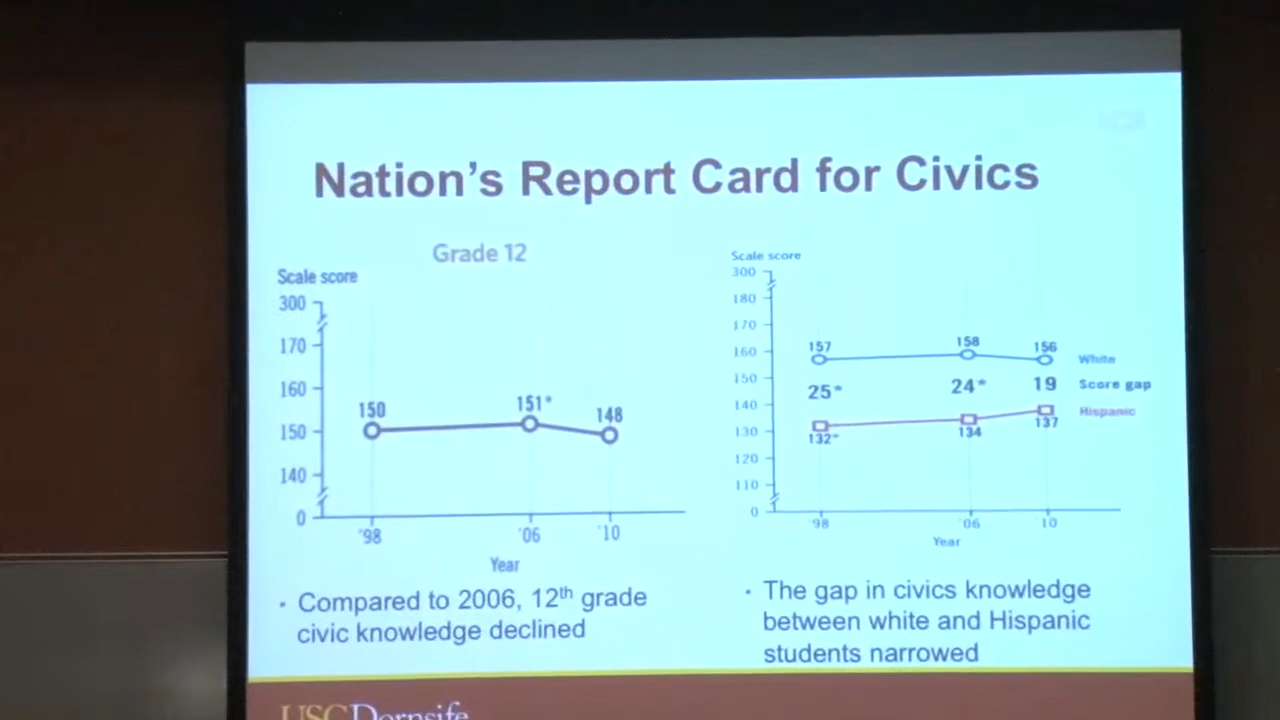 Nation's Report Card for Civics
Grade 12
Scale score
300
170
160
150
140
0
150
151*
148
'98
'06
'10
Year
Scale score
300
180
170
160
150
140
130
120
110
0
157
158
156
White
25*
24*
19
Score gap
Hispanic
132*
134
137
'98
'06
'10
Year
· Compared to 2006, 12th grade
civic knowledge declined
· The gap in civics knowledge
between white and Hispanic
students narrowed
USC Dornsife